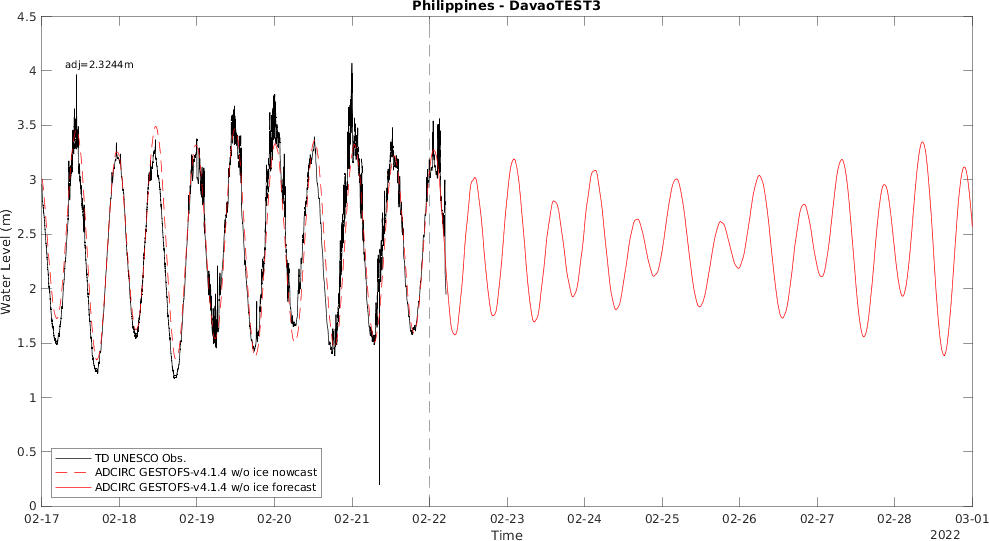 Philippines - DavaoTEST3
adj=2.3244m
4.5
4
3.5
3
2.5
2
1.5
1
0.5
0
Water Level (m)
TD UNESCO Obs.
ADCIRC GESTOFS-v4.1.4 w/o ice nowcast
ADCIRC GESTOFS-v4.1.4 w/o ice forecast
02-17 02-18 02-19 02-20 02-21 02-22 02-23 02-24 02-25 02-26 02-27 02-28 03-01
Time
2022